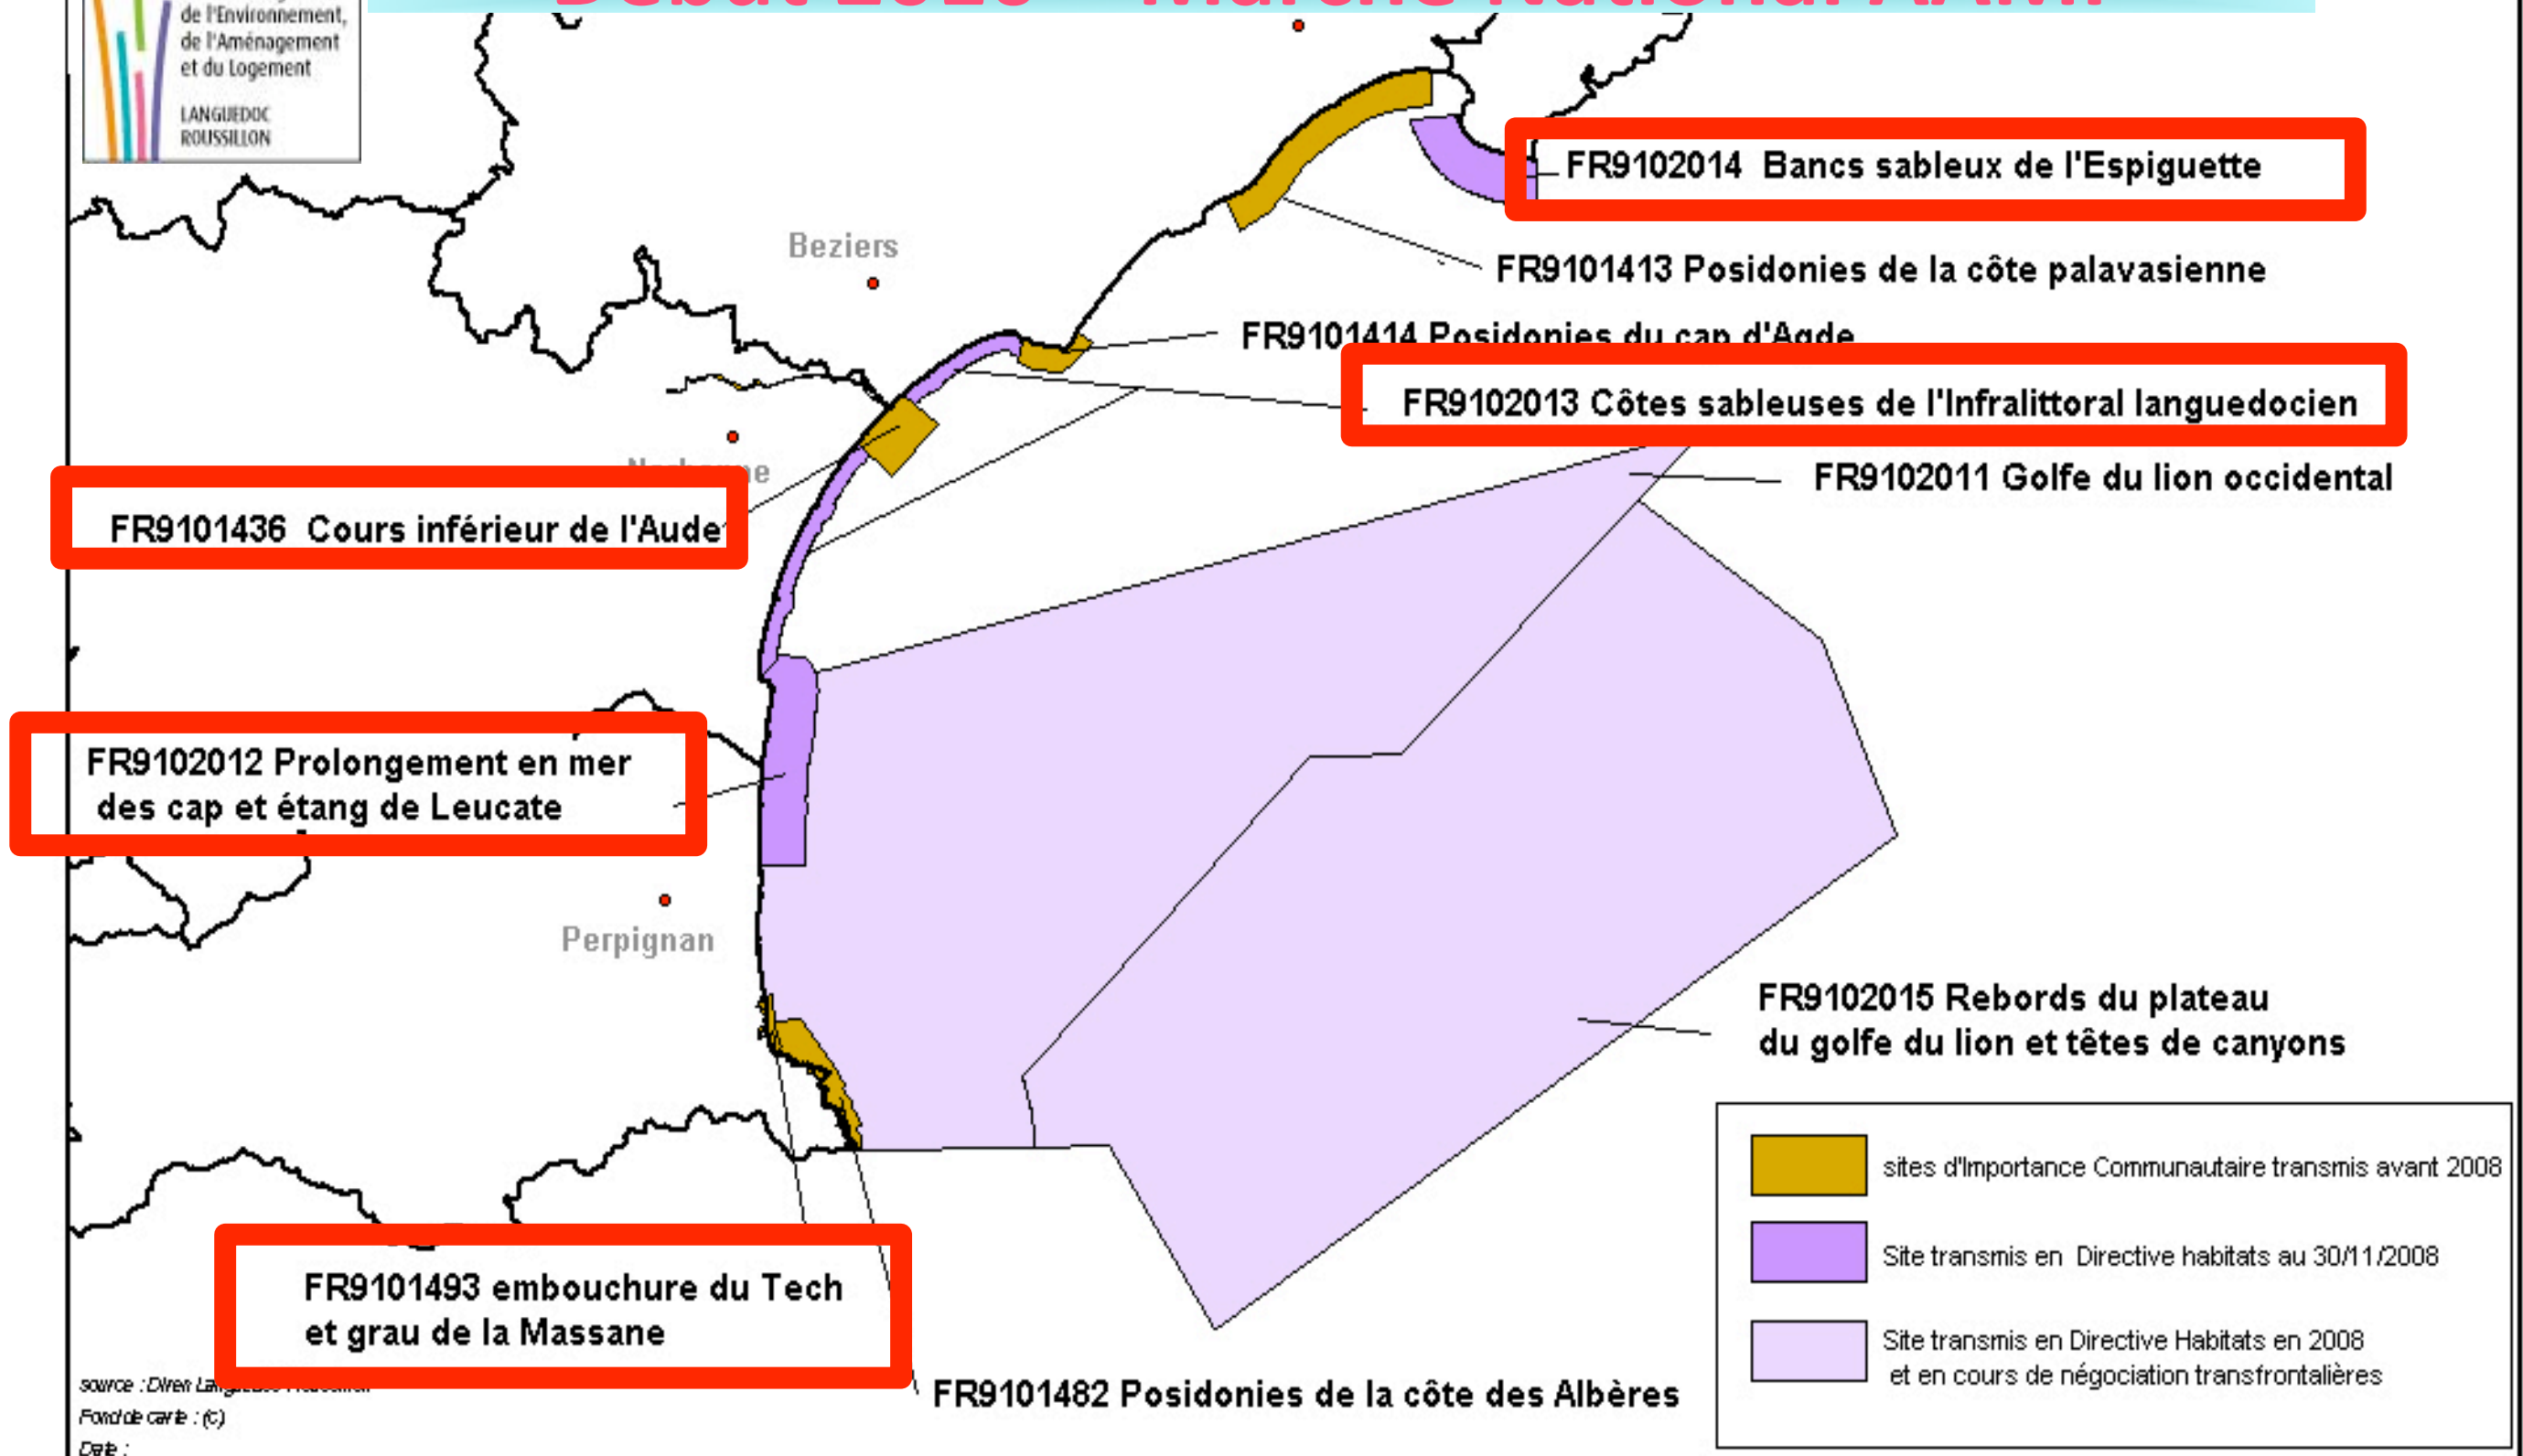 de l'Environnement,
de l'Aménagement
et du Logement
LANGUEDOC
ROUSSILLON
FR9102014 Bancs sableux de l'Espiguette
Beziers
FR9101413 Posidonies de la côte palavasienne
FR9101414 Posidonies du cap d'Agde
FR9102013 Côtes sableuses de l'Infralittoral languedocien
FR9102011 Golfe du lion occidental
FR9101436 Cours inférieur de l'Aude
FR9102012 Prolongement en mer
des cap et étang de Leucate
Perpignan
FR9102015 Rebords du plateau
du golfe du lion et têtes de canyons
sites d'Importance Communautaire transmis avant 2008
Site transmis en Directive habitats au 30/11/2008
Site transmis en Directive Habitats en 2008
et en cours de négociation transfrontalières
FR9101493 embouchure du Tech
et grau de la Massane
FR9101482 Posidonies de la côte des Albères
source : Diren
Fond de carte : (c)
Date :